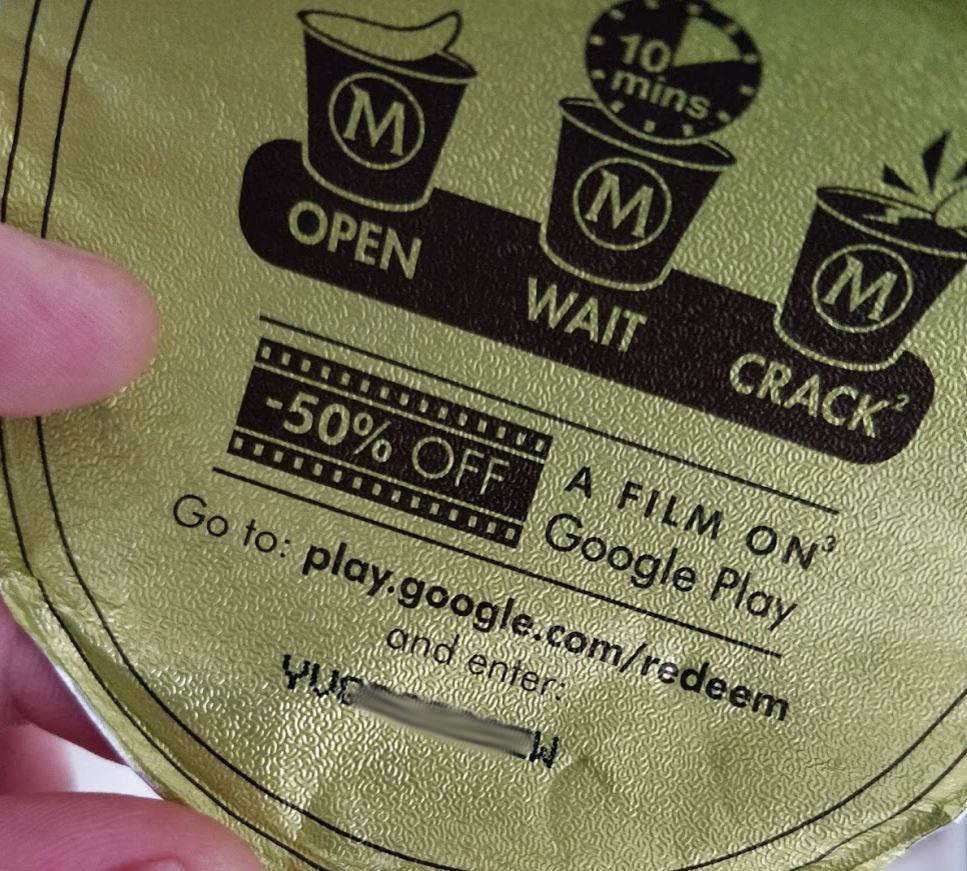 10
mins
M
M
M
OPEN
WAIT
CRACK²
-50% OFF
A FILM ON³
Google Play
Go to: play.google.com/redeem
and enter: